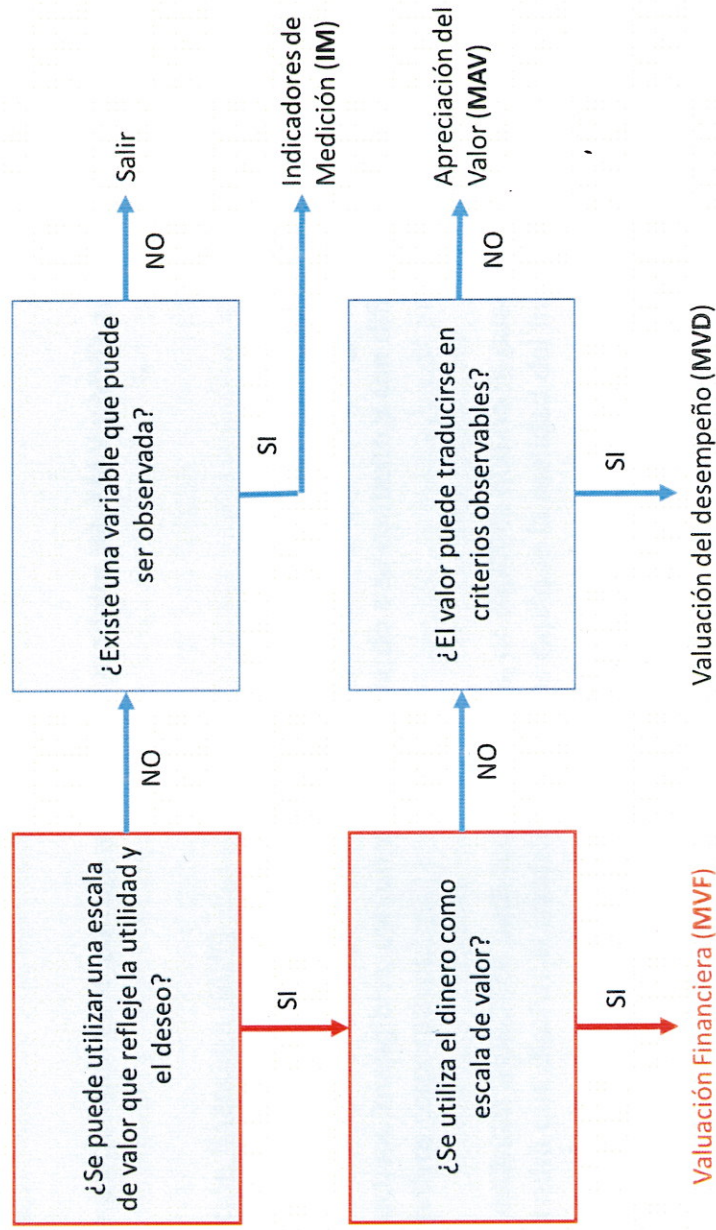 ¿Se puede utilizar una escala
de valor que refleje la utilidad y
el deseo?
NO
¿Existe una variable que puede
ser observada?
NO
Salir
SI
Indicadores de
Medición (IM)
SI
¿Se utiliza el dinero como
escala de valor?
NO
¿El valor puede traducirse en
criterios observables?
NO
Apreciación del
Valor (MAV)
SI
SI
Valuación Financiera (MVF)
Valuación del desempeño (MVD)